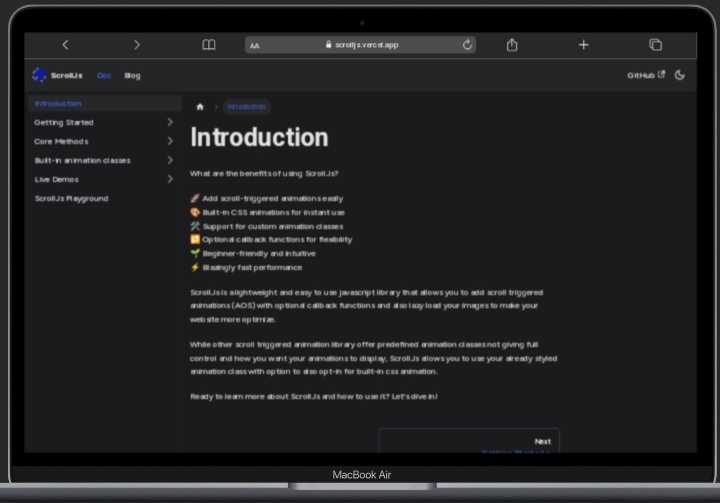 AA
scrolljs.vercel.app
ScrollJs Doc Blog
GitHub
Introduction
Getting Started
Core Methods
Built-in animation classes
Live Demos
ScrollJs Playground
Introduction
Introduction
What are the benefits of using ScrollJs?
🚀 Add scroll-triggered animations easily
🎨 Built-in CSS animations for instant use
🛠️ Support for custom animation classes
🔁 Optional callback functions for flexibility
🌱 Beginner-friendly and intuitive
⚡ Blazingly fast performance
ScrollJs is a lightweight and easy to use javascript library that allows you to add scroll triggered
animations (AOS) with optional callback functions and also lazy load your images to make your
website more optimize.
While other scroll triggered animation library offer predefined animation classes not giving full
control and how you want your animations to display, ScrollJs allows you to use your already styled
animation class with option to also opt-in for built-in css animation.
Ready to learn more about ScrollJs and how to use it? Let's dive in!
Next
Getting Started »
MacBook Air